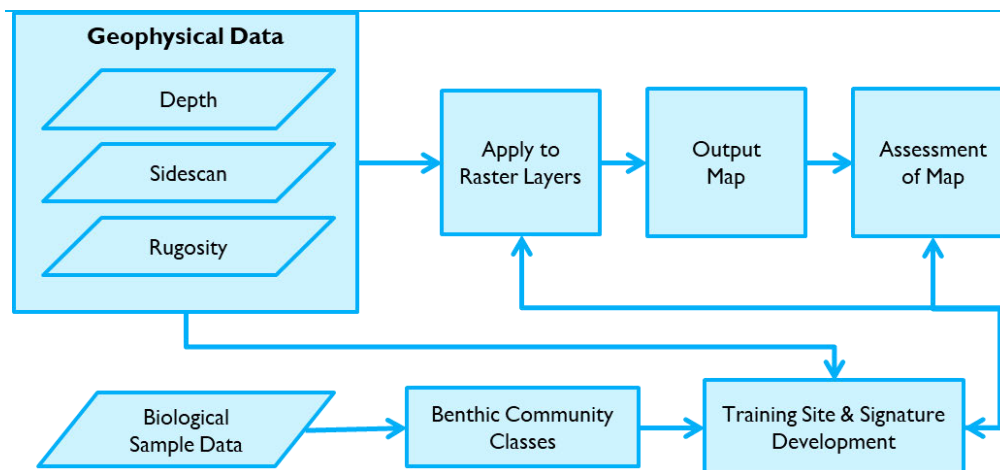 Geophysical Data
Depth
Sidescan
Rugosity
Apply to
Raster Layers
Output
Map
Assessment
of Map
Biological
Sample Data
Benthic Community
Classes
Training Site & Signature
Development